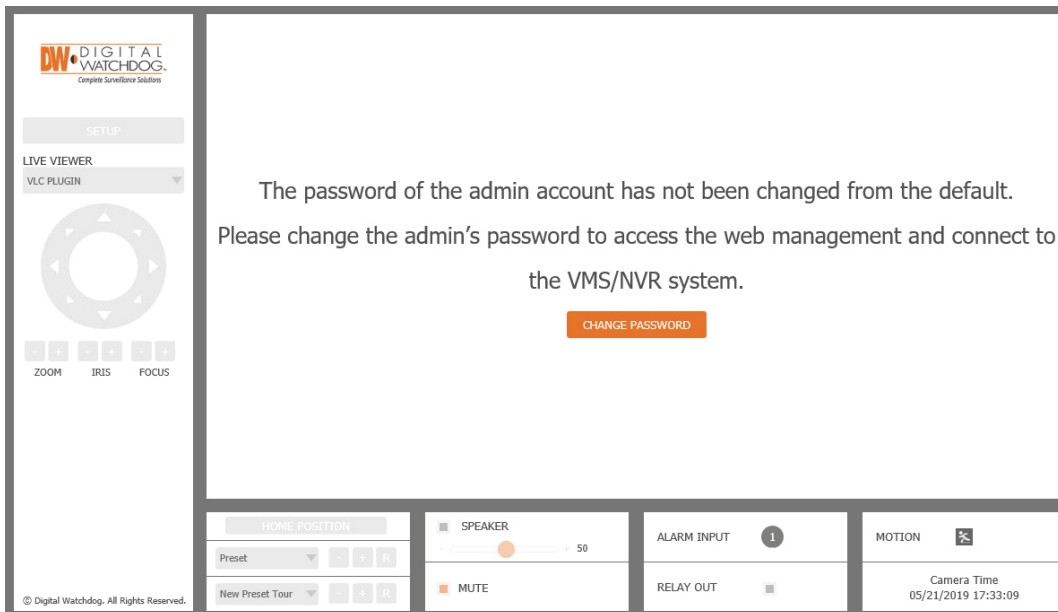 DW DIGITAL
WATCHDOG®
Complete Surveillance Solutions
SETUP
LIVE VIEWER
VLC PLUGIN
- + - + - +
ZOOM IRIS FOCUS
© Digital Watchdog. All Rights Reserved.
The password of the admin account has not been changed from the default.
Please change the admin’s password to access the web management and connect to
the VMS/NVR system.
CHANGE PASSWORD
HOME POSITION
Preset - + R
New Preset Tour - + R
SPEAKER
- + 50
MUTE
ALARM INPUT 1
RELAY OUT
MOTION
Camera Time
05/21/2019 17:33:09